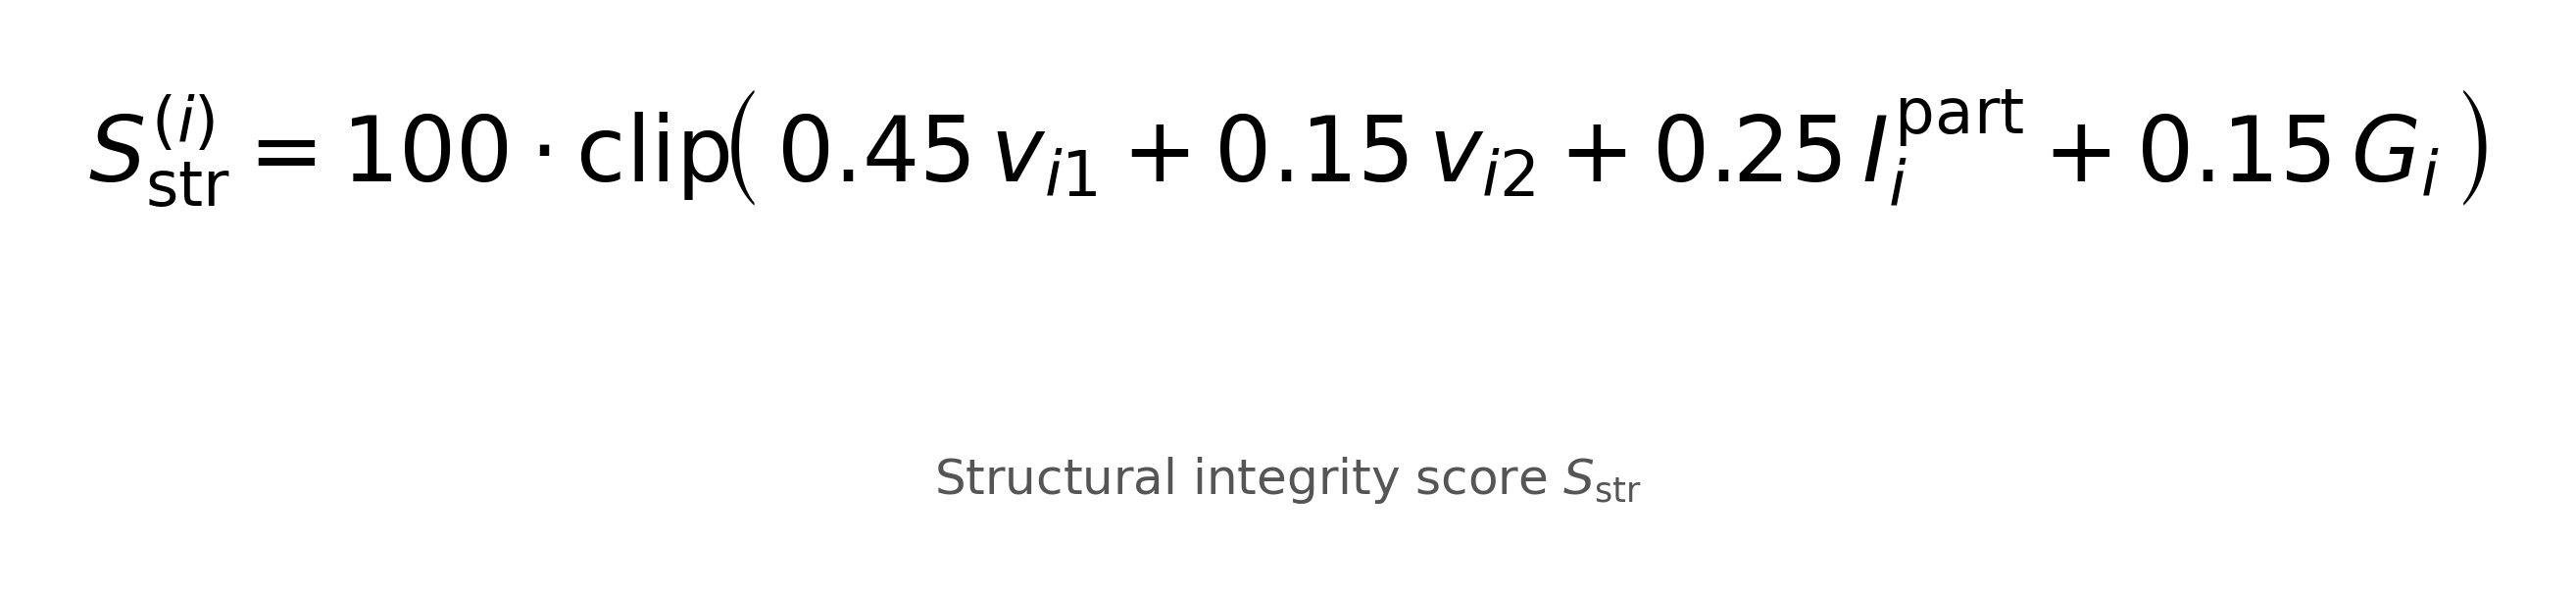 S_str^(i) = 100 · clip( 0.45 v_i1 + 0.15 v_i2 + 0.25 I_i^part + 0.15 G_i )
Structural integrity score S_str